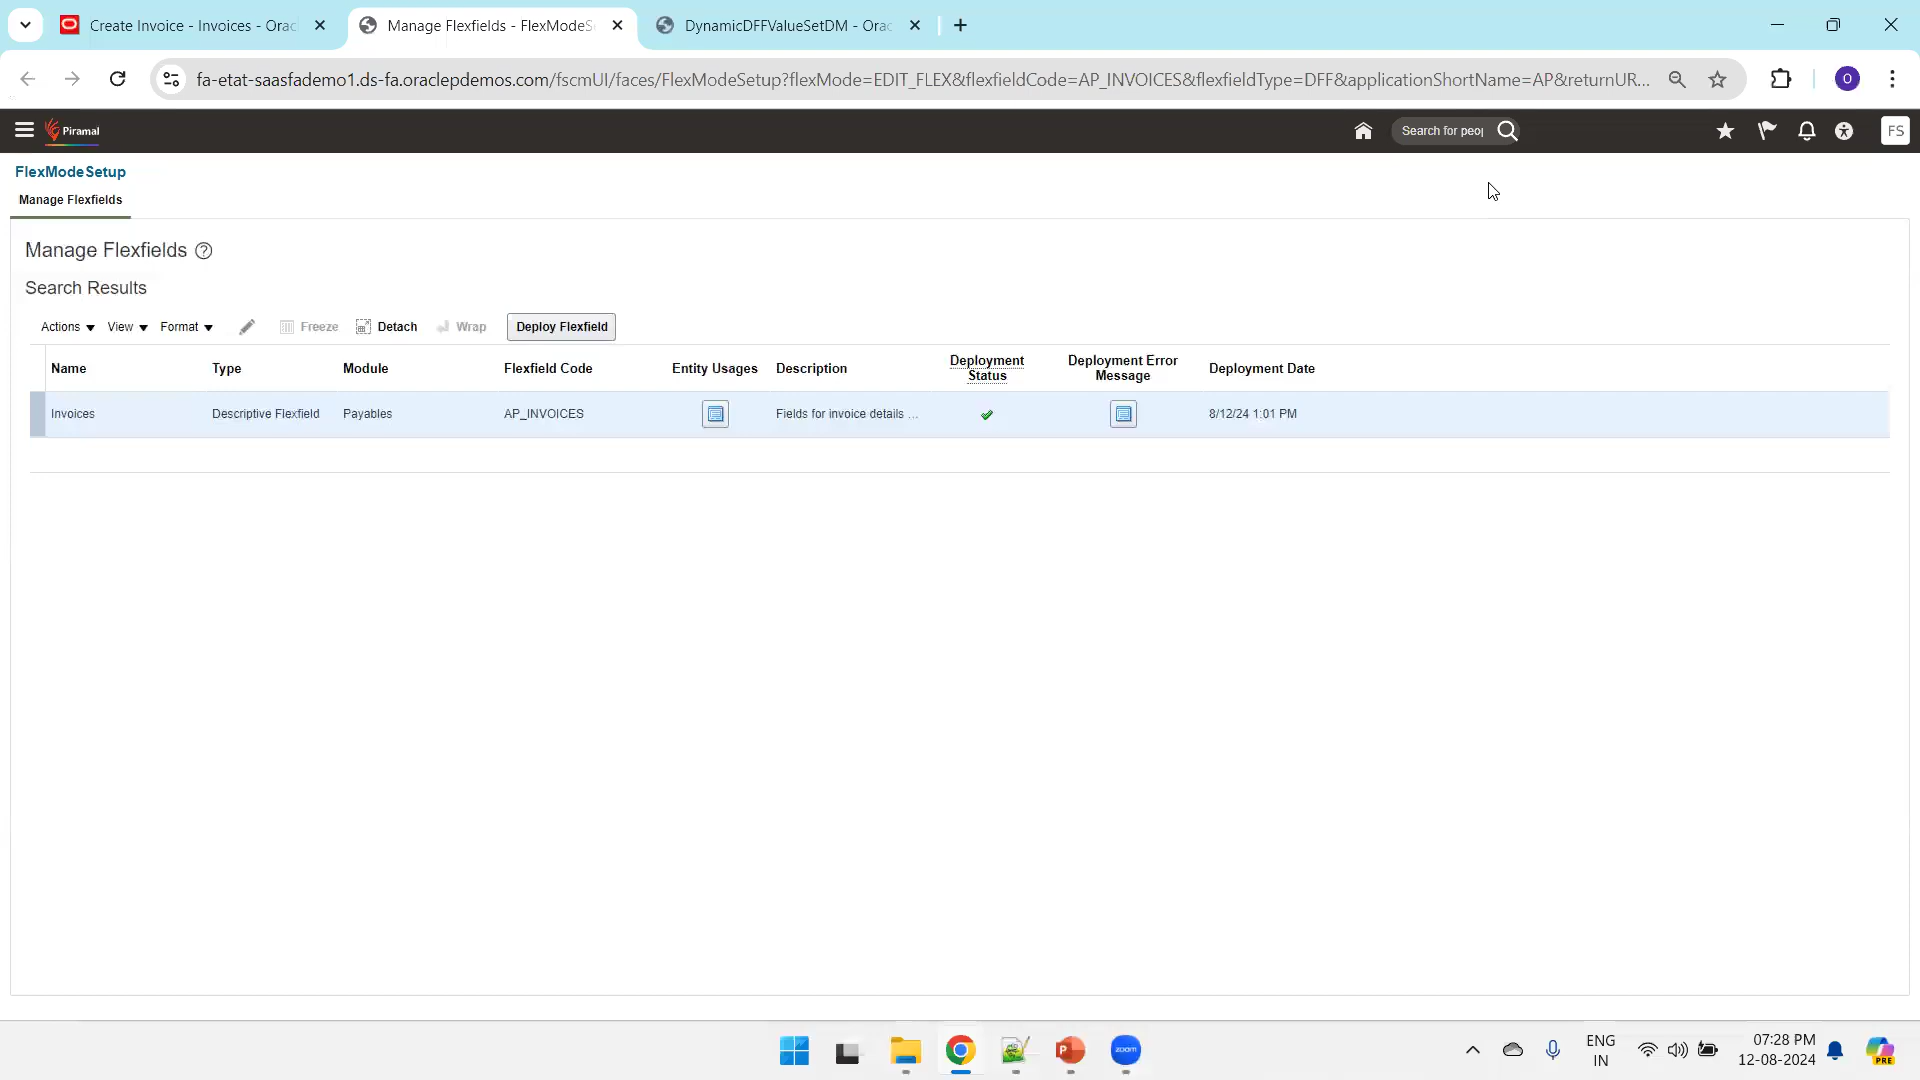 Create Invoice - Invoices - Orac
Manage Flexfields - FlexModeS
DynamicDFFValueSetDM - Orac
fa-etat-saasfademo1.ds-fa.oraclepdemos.com/fscmUI/faces/FlexModeSetup?flexMode=EDIT_FLEX&flexfieldCode=AP_INVOICES&flexfieldType=DFF&applicationShortName=AP&returnUR...
O
Piramal
Search for peop
FS
FlexModeSetup
Manage Flexfields
Manage Flexfields
Search Results
Actions View Format Freeze Detach Wrap Deploy Flexfield
Name Type Module Flexfield Code Entity Usages Description Deployment Status Deployment Error Message Deployment Date
Invoices Descriptive Flexfield Payables AP_INVOICES Fields for invoice details ... 8/12/24 1:01 PM
zoom
ENG
IN
07:28 PM
12-08-2024
PRE